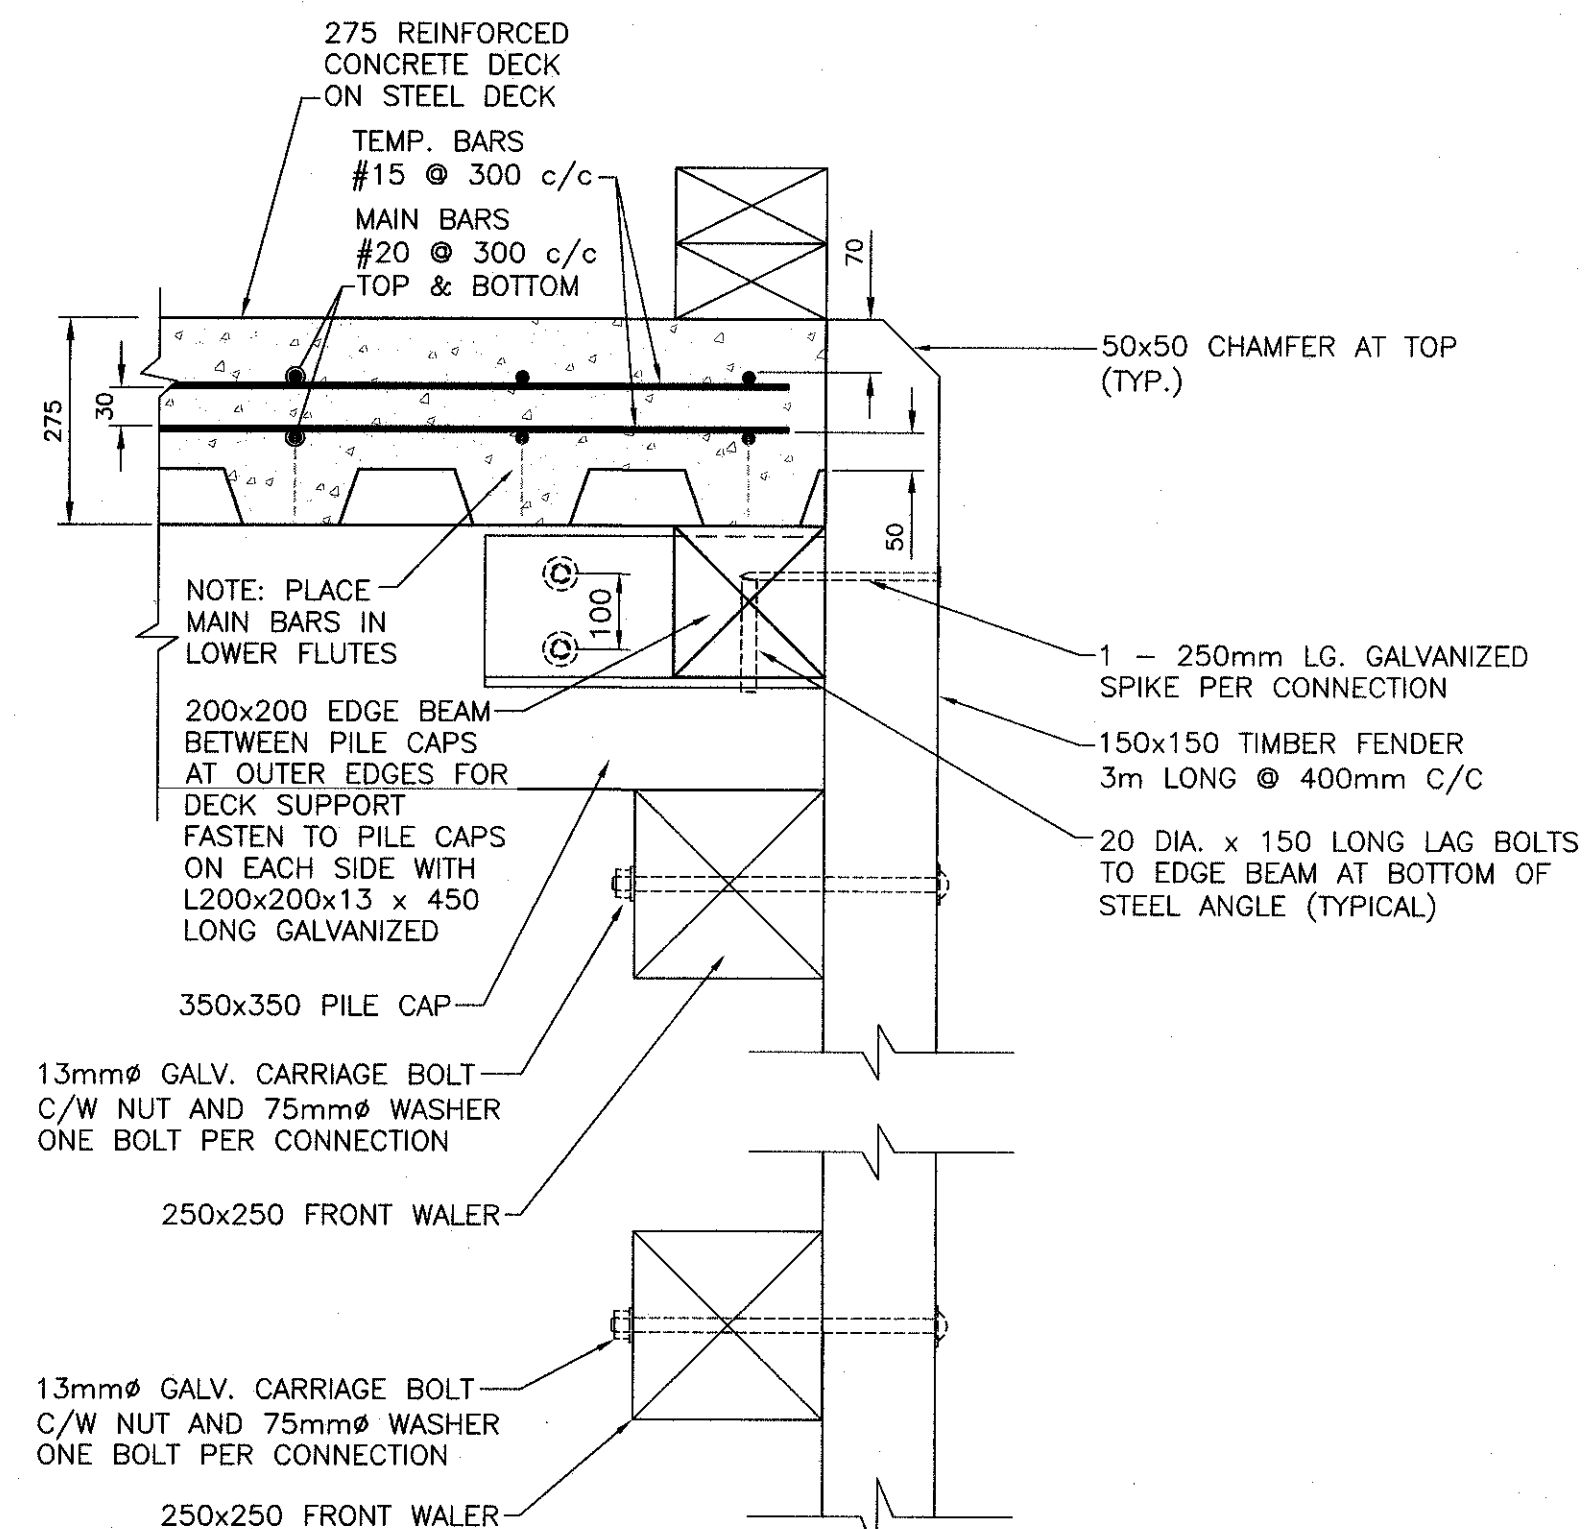 275 REINFORCED
CONCRETE DECK
ON STEEL DECK
TEMP. BARS
#15 @ 300 c/c
MAIN BARS
#20 @ 300 c/c
TOP & BOTTOM
70
50x50 CHAMFER AT TOP
(TYP.)
275
30
50
NOTE: PLACE
MAIN BARS IN
LOWER FLUTES
100
1 – 250mm LG. GALVANIZED
SPIKE PER CONNECTION
200x200 EDGE BEAM
BETWEEN PILE CAPS
AT OUTER EDGES FOR
DECK SUPPORT
FASTEN TO PILE CAPS
ON EACH SIDE WITH
L200x200x13 x 450
LONG GALVANIZED
150x150 TIMBER FENDER
3m LONG @ 400mm C/C
20 DIA. x 150 LONG LAG BOLTS
TO EDGE BEAM AT BOTTOM OF
STEEL ANGLE (TYPICAL)
350x350 PILE CAP
13mmø GALV. CARRIAGE BOLT
C/W NUT AND 75mmø WASHER
ONE BOLT PER CONNECTION
250x250 FRONT WALER
13mmø GALV. CARRIAGE BOLT
C/W NUT AND 75mmø WASHER
ONE BOLT PER CONNECTION
250x250 FRONT WALER